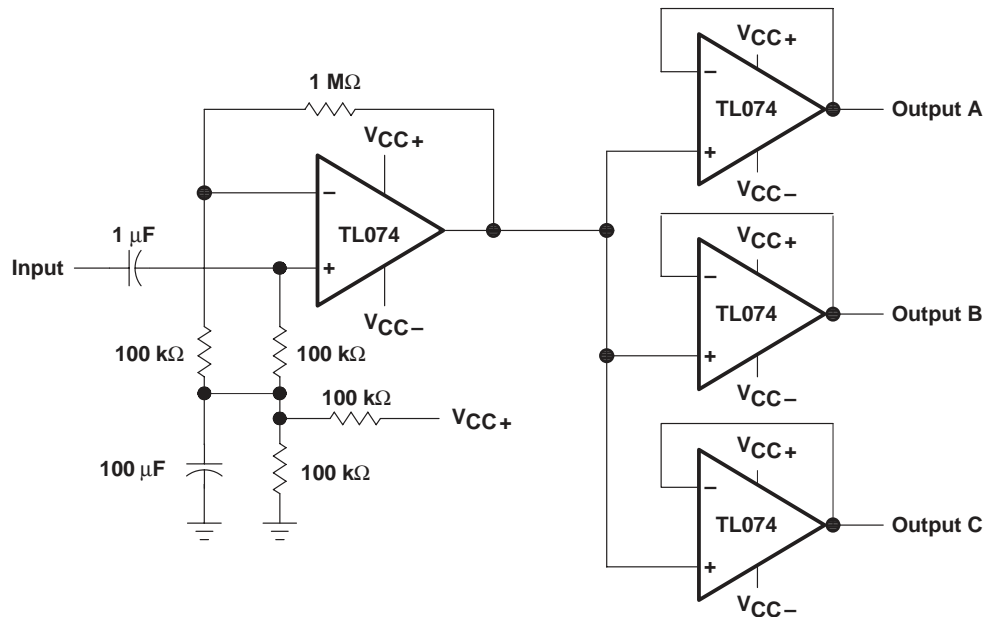 1 MΩ
VCC+
−
TL074
+
VCC−
1 μF
Input
100 kΩ
100 kΩ
100 kΩ
VCC+
100 μF
100 kΩ
VCC+
−
TL074
+
VCC−
Output A
VCC+
−
TL074
+
VCC−
Output B
VCC+
−
TL074
+
VCC−
Output C